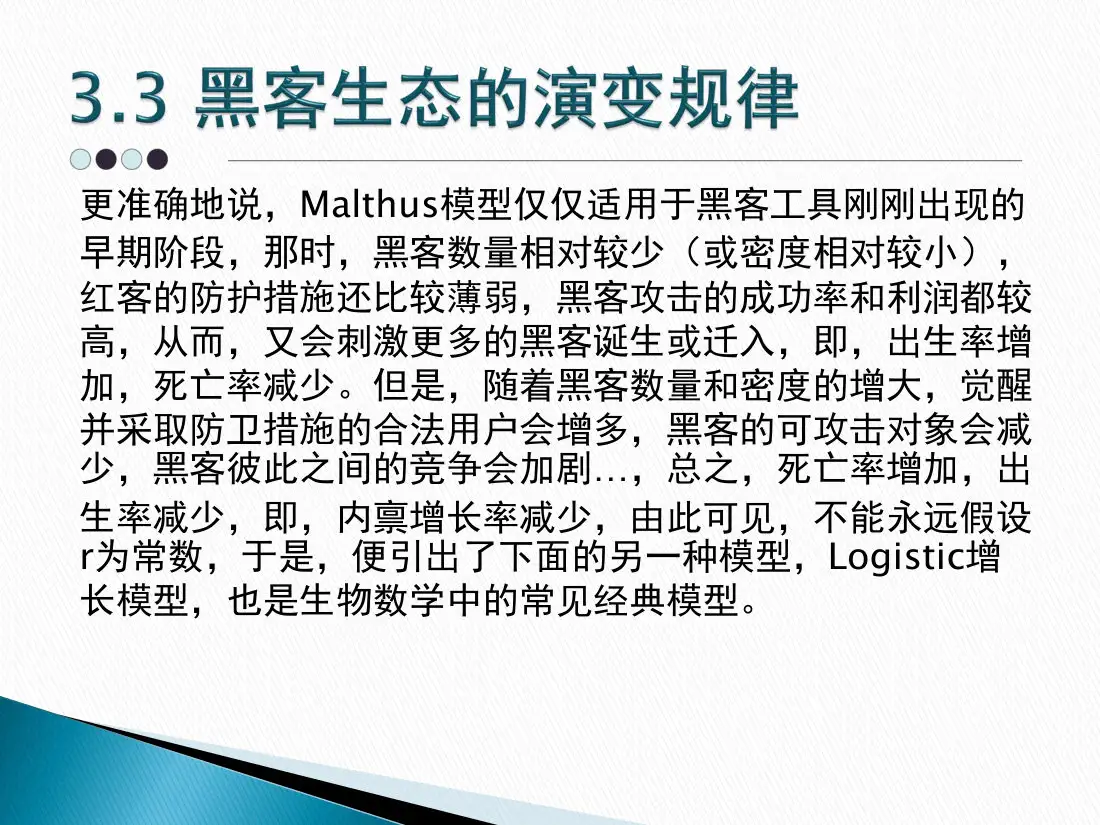 3.3 黑客生态的演变规律
更准确地说，Malthus模型仅仅适用于黑客工具刚刚出现的
早期阶段，那时，黑客数量相对较少（或密度相对较小），
红客的防护措施还比较薄弱，黑客攻击的成功率和利润都较
高，从而，又会刺激更多的黑客诞生或迁入，即，出生率增
加，死亡率减少。但是，随着黑客数量和密度的增大，觉醒
并采取防卫措施的合法用户会增多，黑客的可攻击对象会减
少，黑客彼此之间的竞争会加剧…，总之，死亡率增加，出
生率减少，即，内禀增长率减少，由此可见，不能永远假设
r为常数，于是，便引出了下面的另一种模型，Logistic增
长模型，也是生物数学中的常见经典模型。